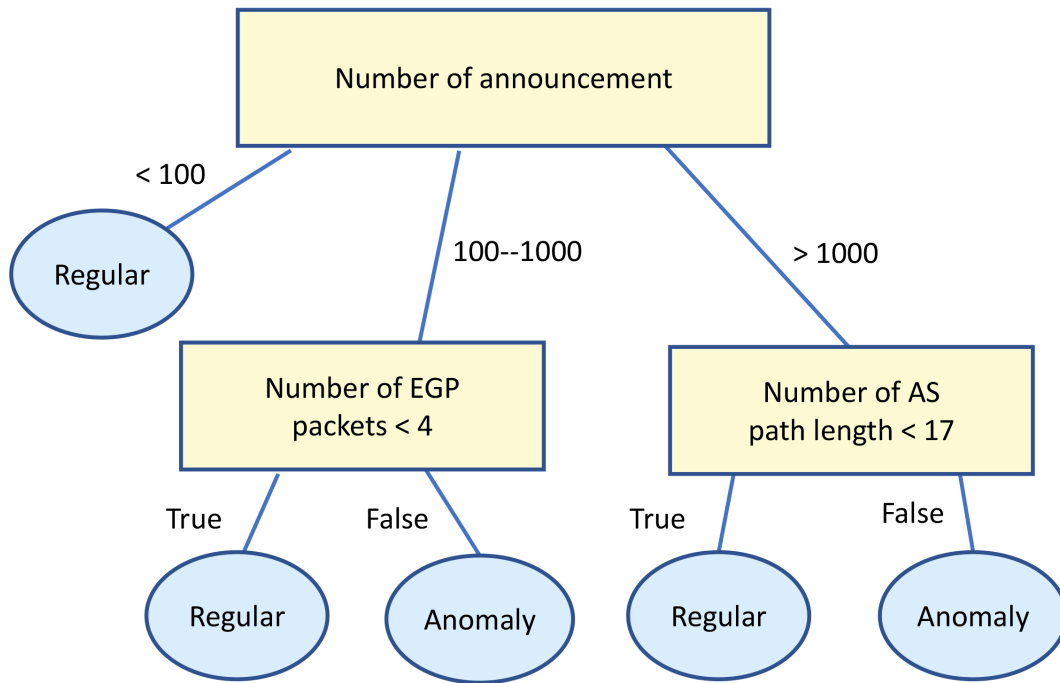 Number of announcement
< 100
Regular
100--1000
> 1000
Number of EGP
packets < 4
Number of AS
path length < 17
True
False
True
False
Regular
Anomaly
Regular
Anomaly